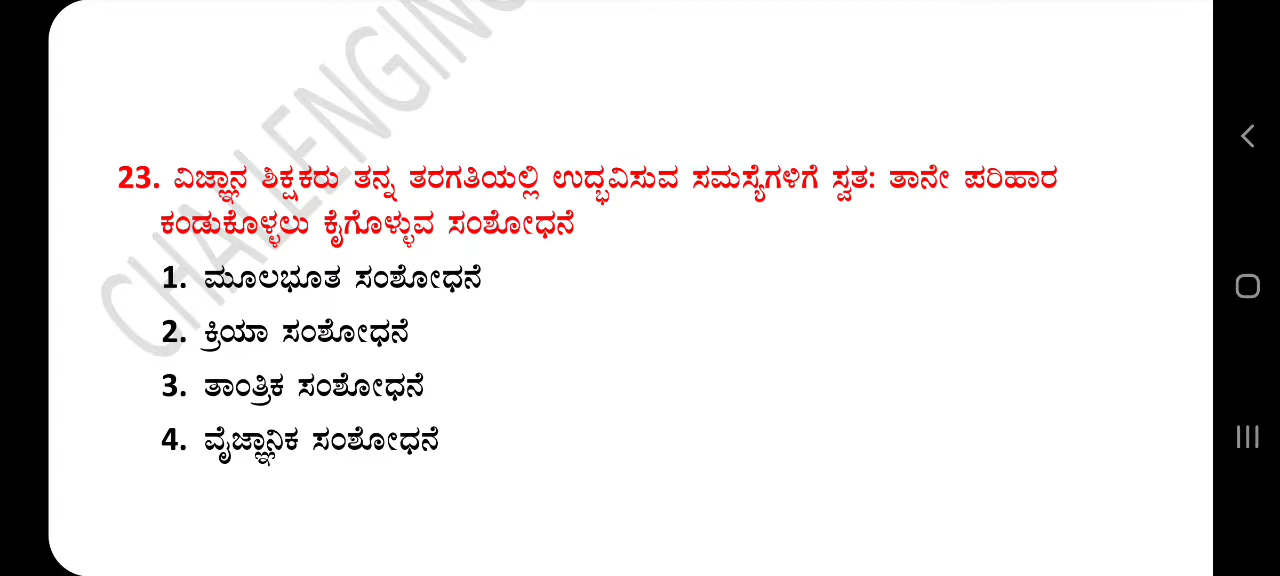 CHALLENGING
23. ವಿಜ್ಞಾನ ಶಿಕ್ಷಕರು ತನ್ನ ತರಗತಿಯಲ್ಲಿ ಉದ್ಭವಿಸುವ ಸಮಸ್ಯೆಗಳಿಗೆ ಸ್ವತ: ತಾನೇ ಪರಿಹಾರ
ಕಂಡುಕೊಳ್ಳಲು ಕೈಗೊಳ್ಳುವ ಸಂಶೋಧನೆ
1. ಮೂಲಭೂತ ಸಂಶೋಧನೆ
2. ಕ್ರಿಯಾ ಸಂಶೋಧನೆ
3. ತಾಂತ್ರಿಕ ಸಂಶೋಧನೆ
4. ವೈಜ್ಞಾನಿಕ ಸಂಶೋಧನೆ